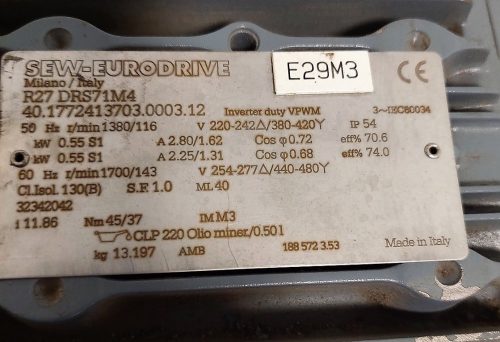 SEW-EURODRIVE
E29M3
CE
Milano / Italy
R27 DRS71M4
40.1772413703.0003.12 Inverter duty VPWM 3~IEC60034
50 Hz r/min 1380/116 V 220-242Δ/380-420Y IP 54
kW 0.55 S1 A 2.80/1.62 Cos φ 0.72 eff% 70.6
kW 0.55 S1 A 2.25/1.31 Cos φ 0.68 eff% 74.0
60 Hz r/min 1700/143 V 254-277Δ/440-480Y
Cl.Isol. 130(B) S.F. 1.0 ML 40
32342042
i 11.86 Nm 45/37 IM M3
CLP 220 Olio miner./0.50 l
kg 13.197 AMB 188 572 3.53 Made in Italy